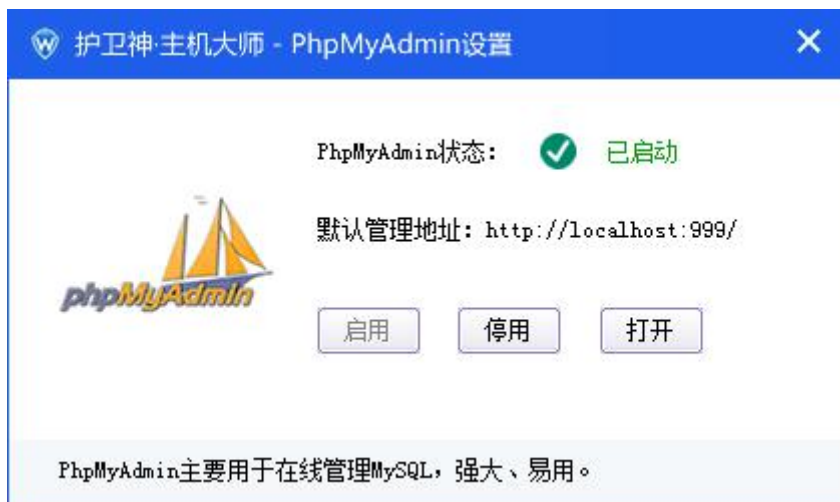 护卫神·主机大师 - PhpMyAdmin设置
PhpMyAdmin状态： 已启动
默认管理地址：http://localhost:999/
phpMyAdmin
启用 停用 打开
PhpMyAdmin主要用于在线管理MySQL，强大、易用。